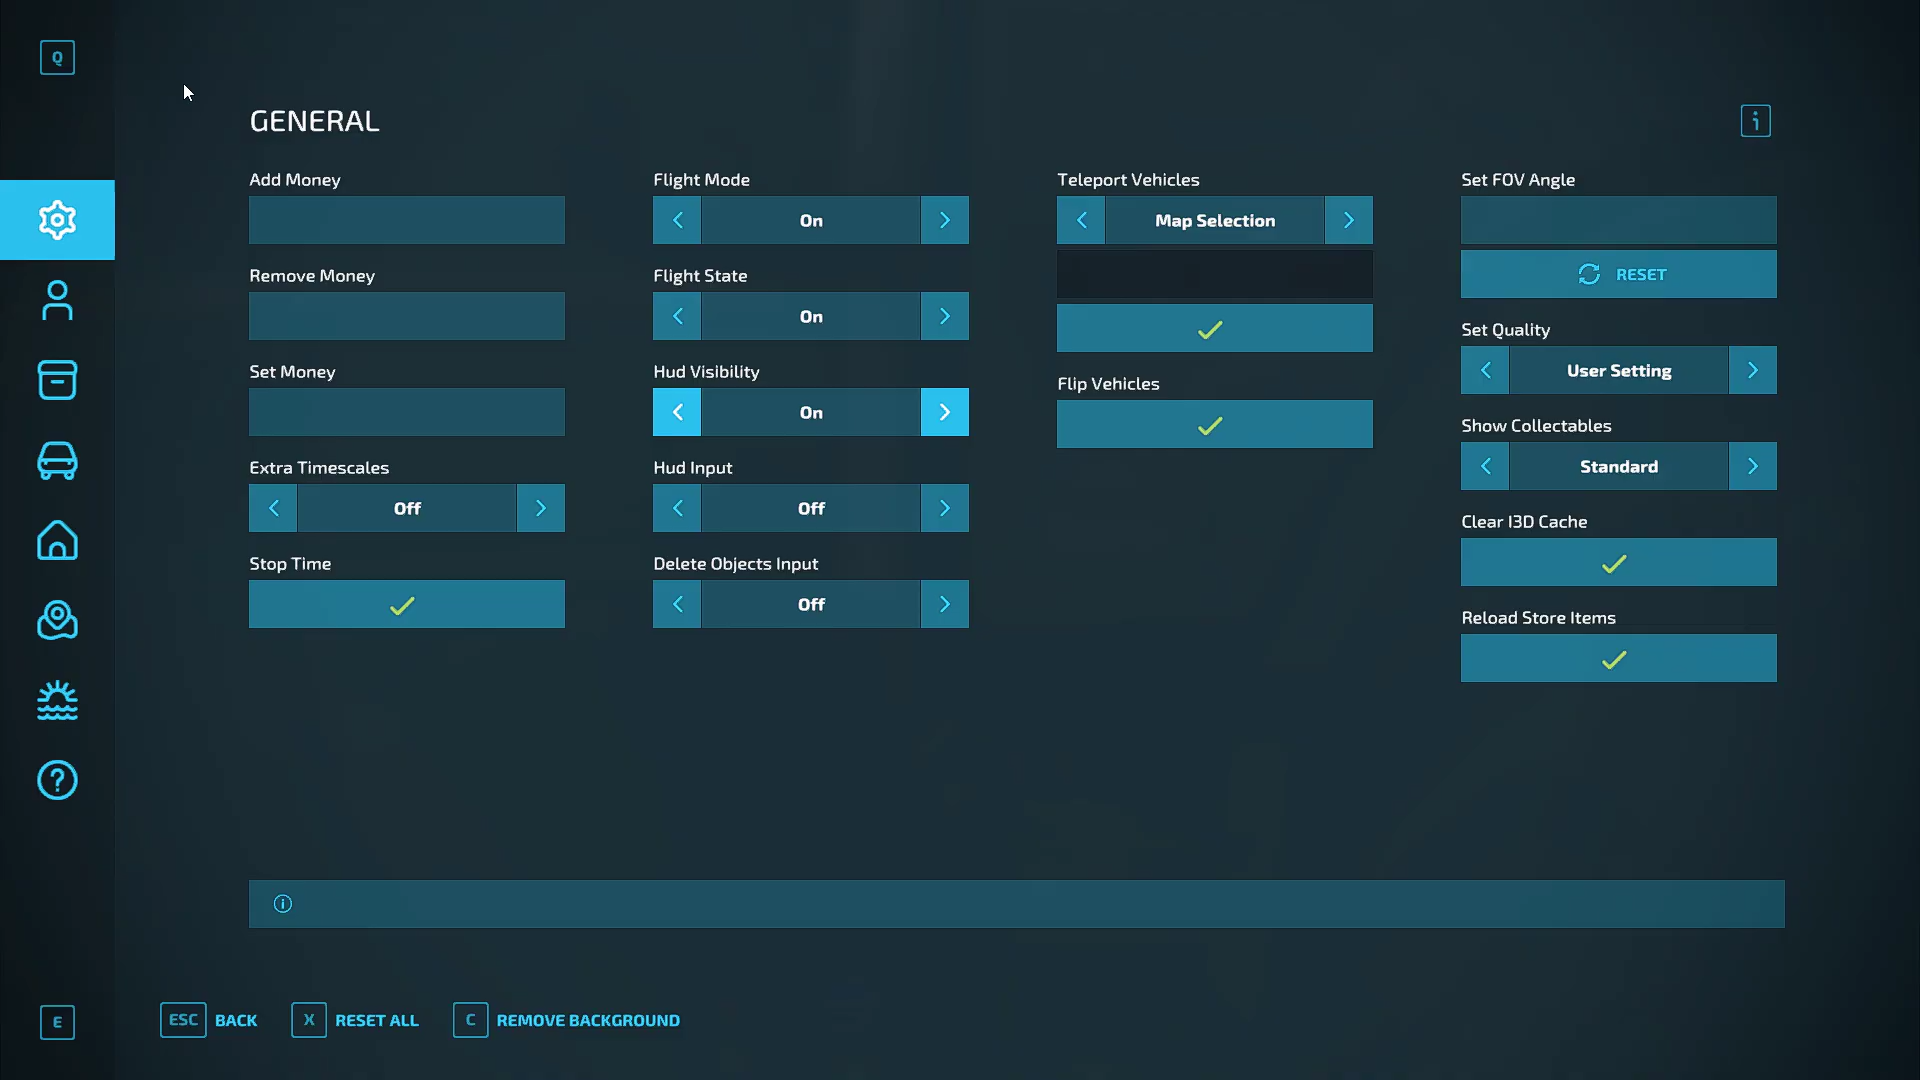 Q
GENERAL
i
Add Money
Remove Money
Set Money
Extra Timescales
Off
Stop Time
Flight Mode
On
Flight State
On
Hud Visibility
On
Hud Input
Off
Delete Objects Input
Off
Teleport Vehicles
Map Selection
Flip Vehicles
Set FOV Angle
RESET
Set Quality
User Setting
Show Collectables
Standard
Clear I3D Cache
Reload Store Items
?
i
E
ESC BACK X RESET ALL C REMOVE BACKGROUND